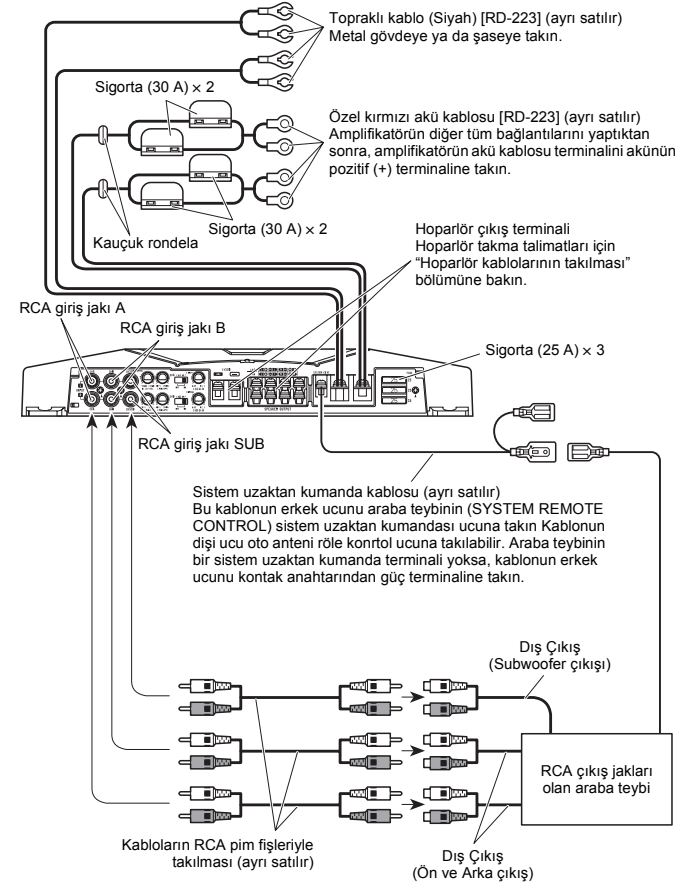 Topraklı kablo (Siyah) [RD-223] (ayrı satılır)
Metal gövdeye ya da şaseye takın.
Sigorta (30 A) × 2
Özel kırmızı akü kablosu [RD-223] (ayrı satılır)
Amplifikatörün diğer tüm bağlantılarını yaptıktan
sonra, amplifikatörün akü kablosu terminalini akünün
pozitif (+) terminaline takın.
Sigorta (30 A) × 2
Kauçuk rondela
Hoparlör çıkış terminali
Hoparlör takma talimatları için
“Hoparlör kablolarının takılması”
bölümüne bakın.
RCA giriş jakı A
RCA giriş jakı B
Sigorta (25 A) × 3
SPEAKER OUTPUT
RCA giriş jakı SUB
Sistem uzaktan kumanda kablosu (ayrı satılır)
Bu kablonun erkek ucunu araba teybinin (SYSTEM REMOTE
CONTROL) sistem uzaktan kumandası ucuna takın Kablonun
dişi ucu oto anteni röle konrtol ucuna takılabilir. Araba teybinin
bir sistem uzaktan kumanda terminali yoksa, kablonun erkek
ucunu kontak anahtarından güç terminaline takın.
Dış Çıkış
(Subwoofer çıkışı)
RCA çıkış jakları
olan araba teybi
Kabloların RCA pim fişleriyle
takılması (ayrı satılır)
Dış Çıkış
(Ön ve Arka çıkış)